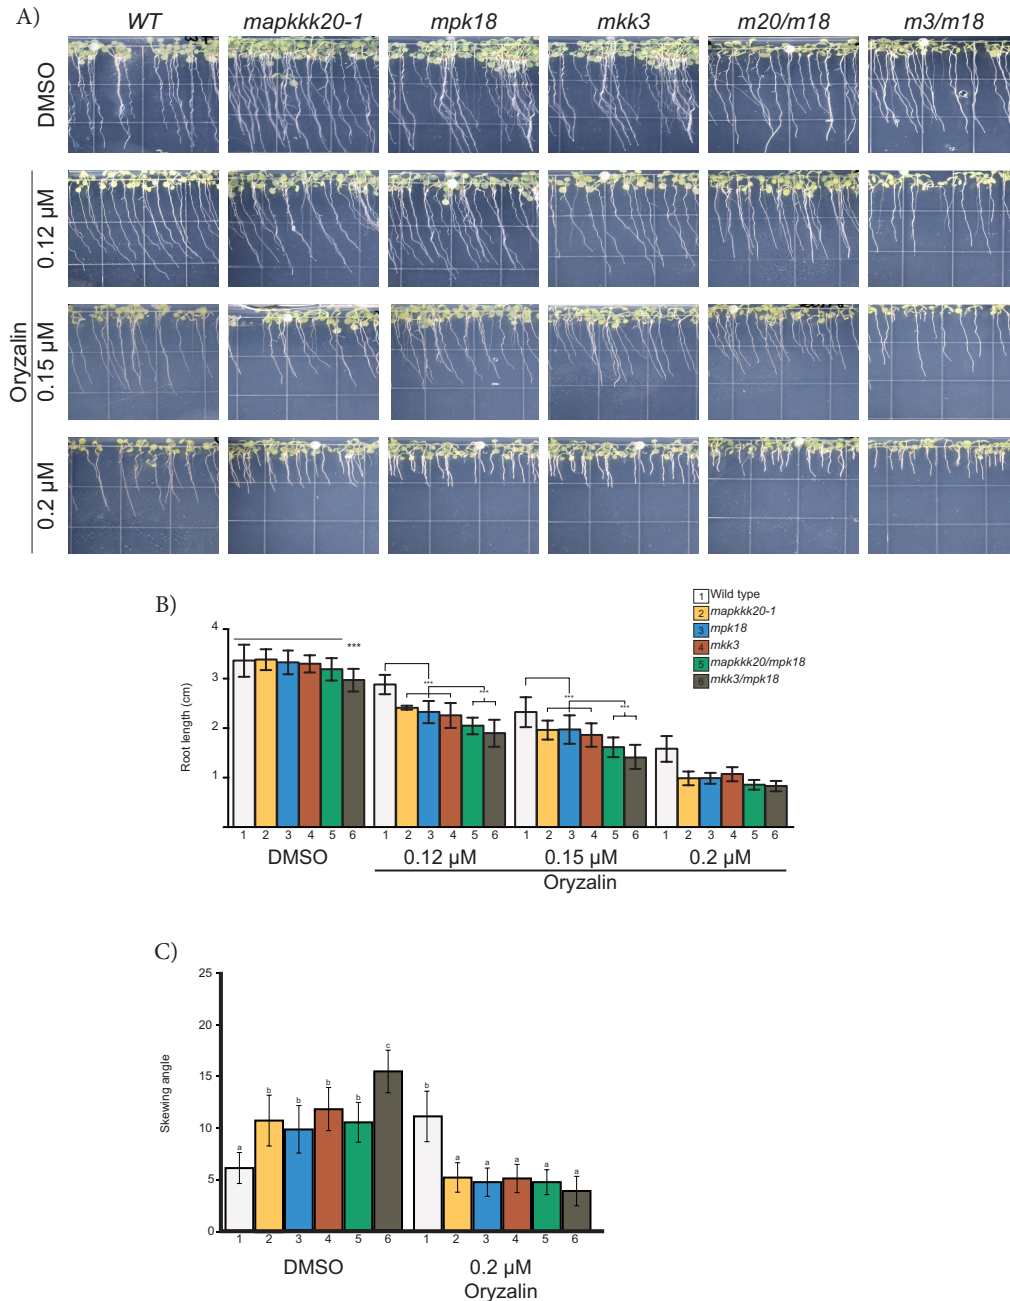 A)
WT mapkkk20-1 mpk18 mkk3 m20/m18 m3/m18
DMSO
Oryzalin
0.12 µM
0.15 µM
0.2 µM
B)
1 Wild type
2 mapkkk20-1
3 mpk18
4 mkk3
5 mapkkk20/mpk18
6 mkk3/mpk18
Root length (cm)
4
3
2
1
***
*** ***
*** ***
1 2 3 4 5 6 1 2 3 4 5 6 1 2 3 4 5 6 1 2 3 4 5 6
DMSO 0.12 µM 0.15 µM 0.2 µM
Oryzalin
C)
Skewing angle
25
20
15
10
5
0
a b b b b c b a a a a a
1 2 3 4 5 6 1 2 3 4 5 6
DMSO 0.2 µM
Oryzalin